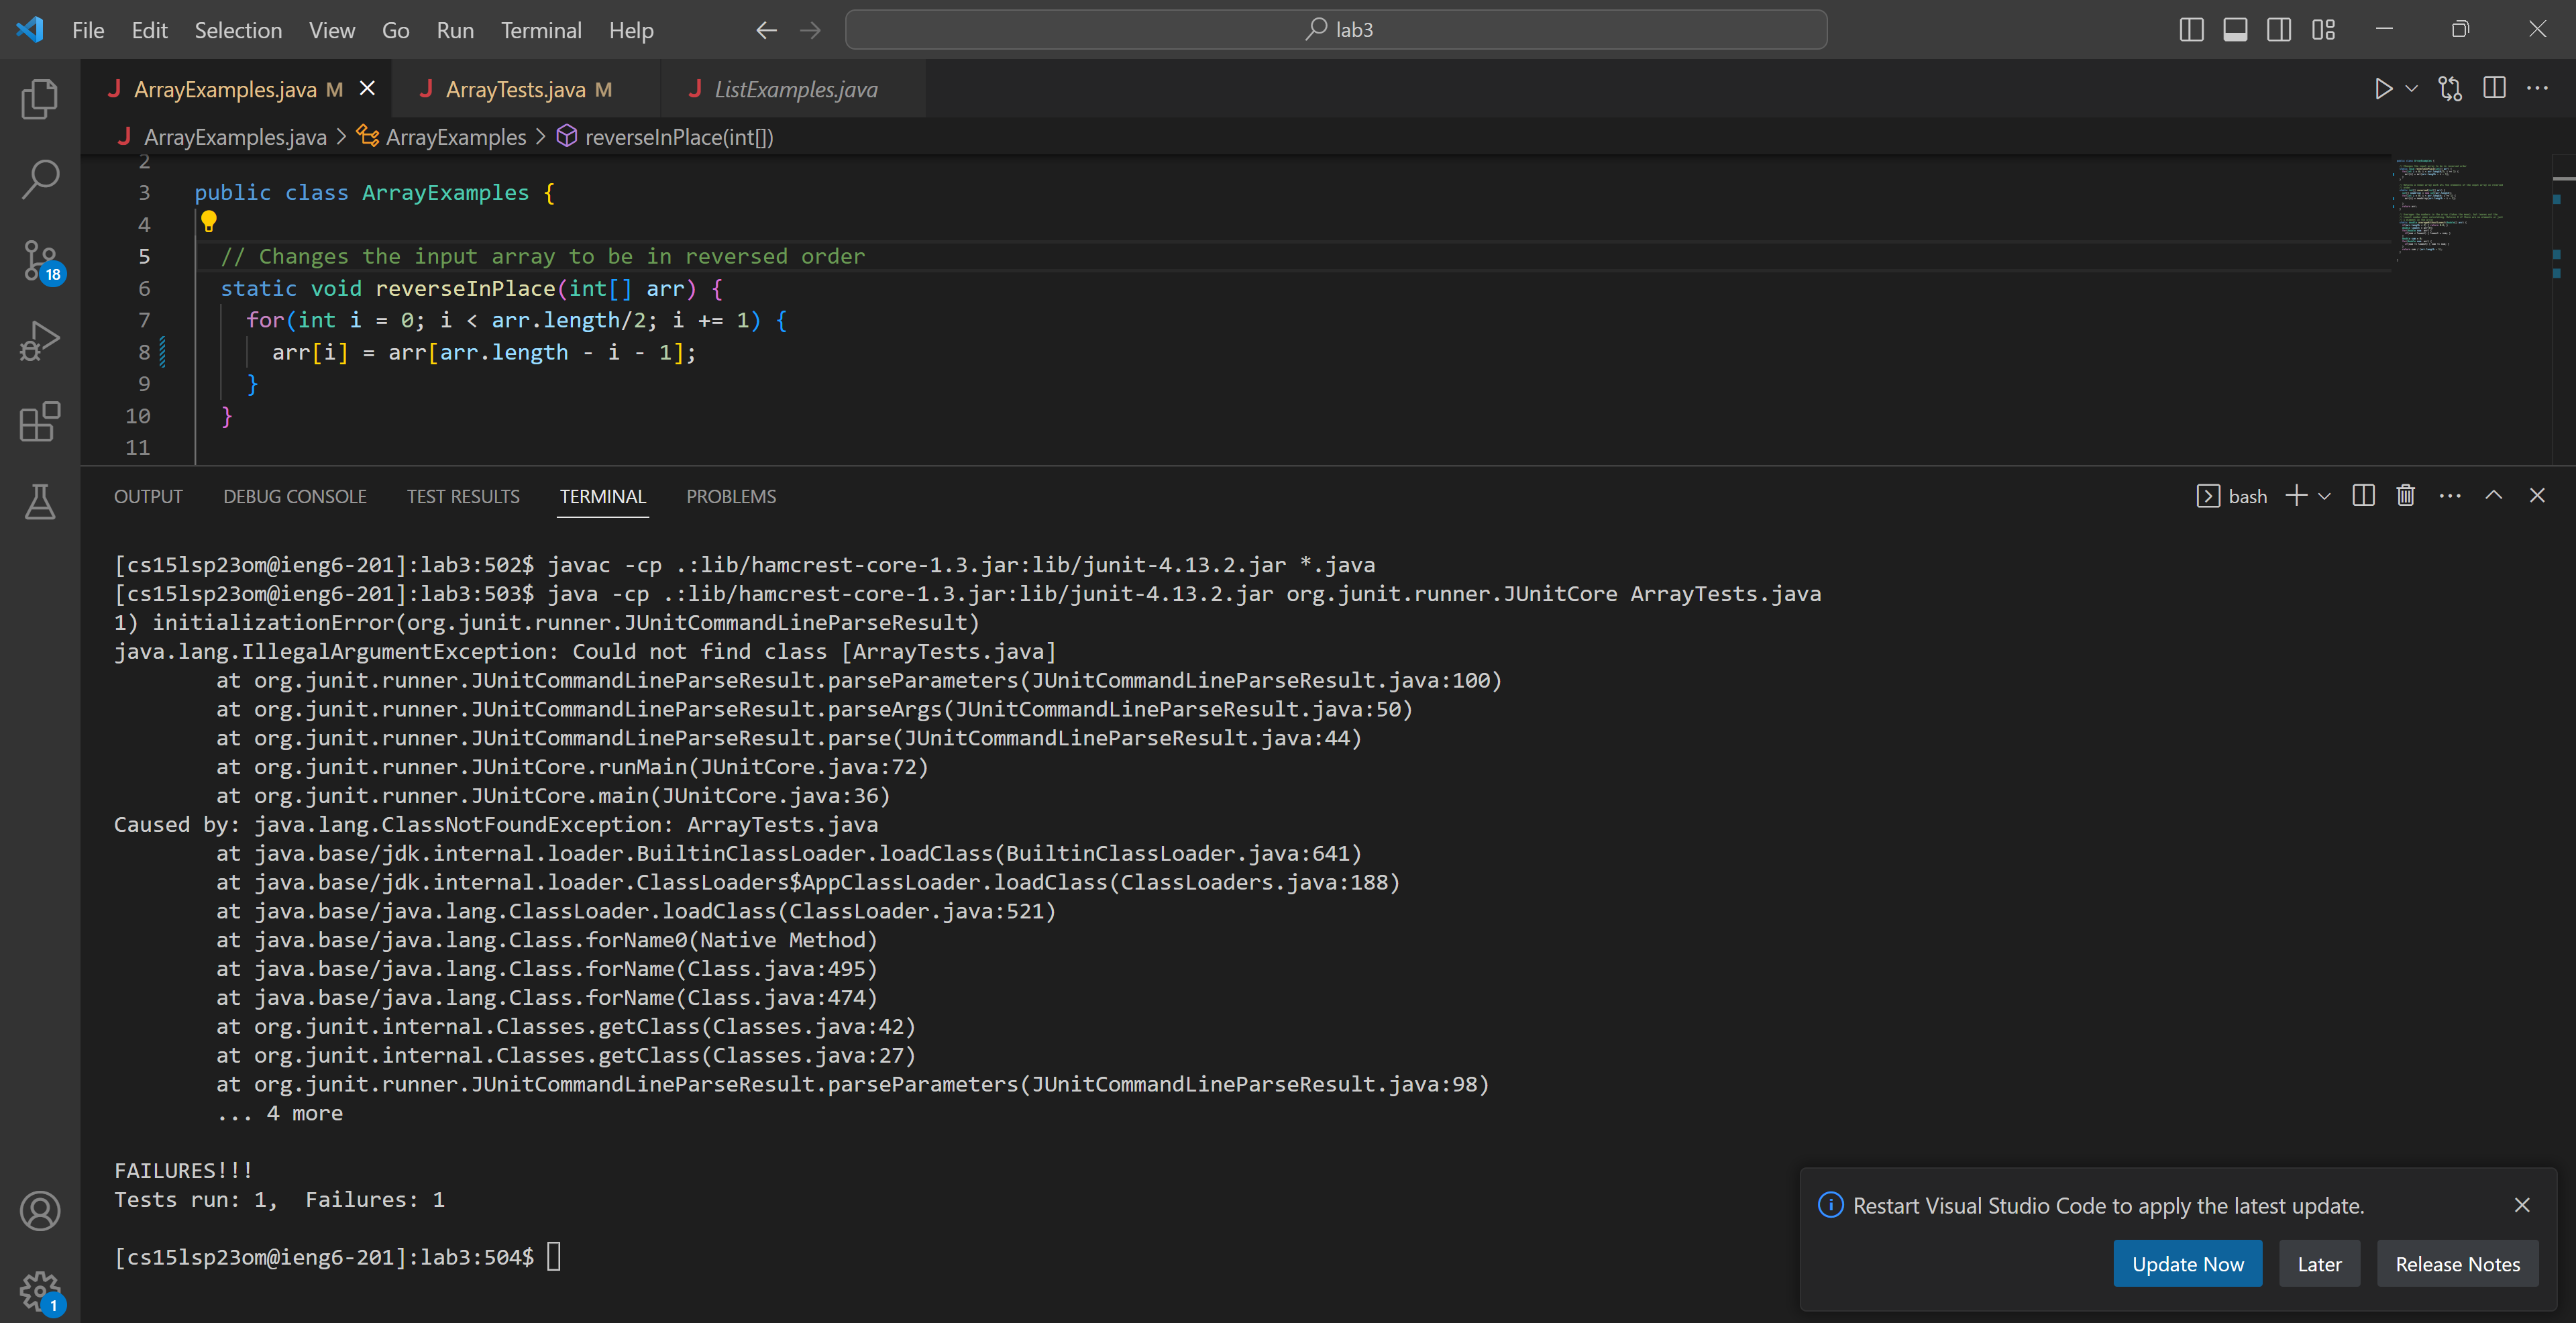 File Edit Selection View Go Run Terminal Help lab3
ArrayExamples.java M ArrayTests.java M ListExamples.java
ArrayExamples.java > ArrayExamples > reverseInPlace(int[])
2
3 public class ArrayExamples {
4
5 // Changes the input array to be in reversed order
6 static void reverseInPlace(int[] arr) {
7 for(int i = 0; i < arr.length/2; i += 1) {
8 arr[i] = arr[arr.length - i - 1];
9 }
10 }
11
18
OUTPUT DEBUG CONSOLE TEST RESULTS TERMINAL PROBLEMS bash
[cs15lsp23om@ieng6-201]:lab3:502$ javac -cp .:lib/hamcrest-core-1.3.jar:lib/junit-4.13.2.jar *.java
[cs15lsp23om@ieng6-201]:lab3:503$ java -cp .:lib/hamcrest-core-1.3.jar:lib/junit-4.13.2.jar org.junit.runner.JUnitCore ArrayTests.java
1) initializationError(org.junit.runner.JUnitCommandLineParseResult)
java.lang.IllegalArgumentException: Could not find class [ArrayTests.java]
at org.junit.runner.JUnitCommandLineParseResult.parseParameters(JUnitCommandLineParseResult.java:100)
at org.junit.runner.JUnitCommandLineParseResult.parseArgs(JUnitCommandLineParseResult.java:50)
at org.junit.runner.JUnitCommandLineParseResult.parse(JUnitCommandLineParseResult.java:44)
at org.junit.runner.JUnitCore.runMain(JUnitCore.java:72)
at org.junit.runner.JUnitCore.main(JUnitCore.java:36)
Caused by: java.lang.ClassNotFoundException: ArrayTests.java
at java.base/jdk.internal.loader.BuiltinClassLoader.loadClass(BuiltinClassLoader.java:641)
at java.base/jdk.internal.loader.ClassLoaders$AppClassLoader.loadClass(ClassLoaders.java:188)
at java.base/java.lang.ClassLoader.loadClass(ClassLoader.java:521)
at java.base/java.lang.Class.forName0(Native Method)
at java.base/java.lang.Class.forName(Class.java:495)
at java.base/java.lang.Class.forName(Class.java:474)
at org.junit.internal.Classes.getClass(Classes.java:42)
at org.junit.internal.Classes.getClass(Classes.java:27)
at org.junit.runner.JUnitCommandLineParseResult.parseParameters(JUnitCommandLineParseResult.java:98)
... 4 more
FAILURES!!!
Tests run: 1,  Failures: 1
[cs15lsp23om@ieng6-201]:lab3:504$
Restart Visual Studio Code to apply the latest update.
Update Now Later Release Notes
1